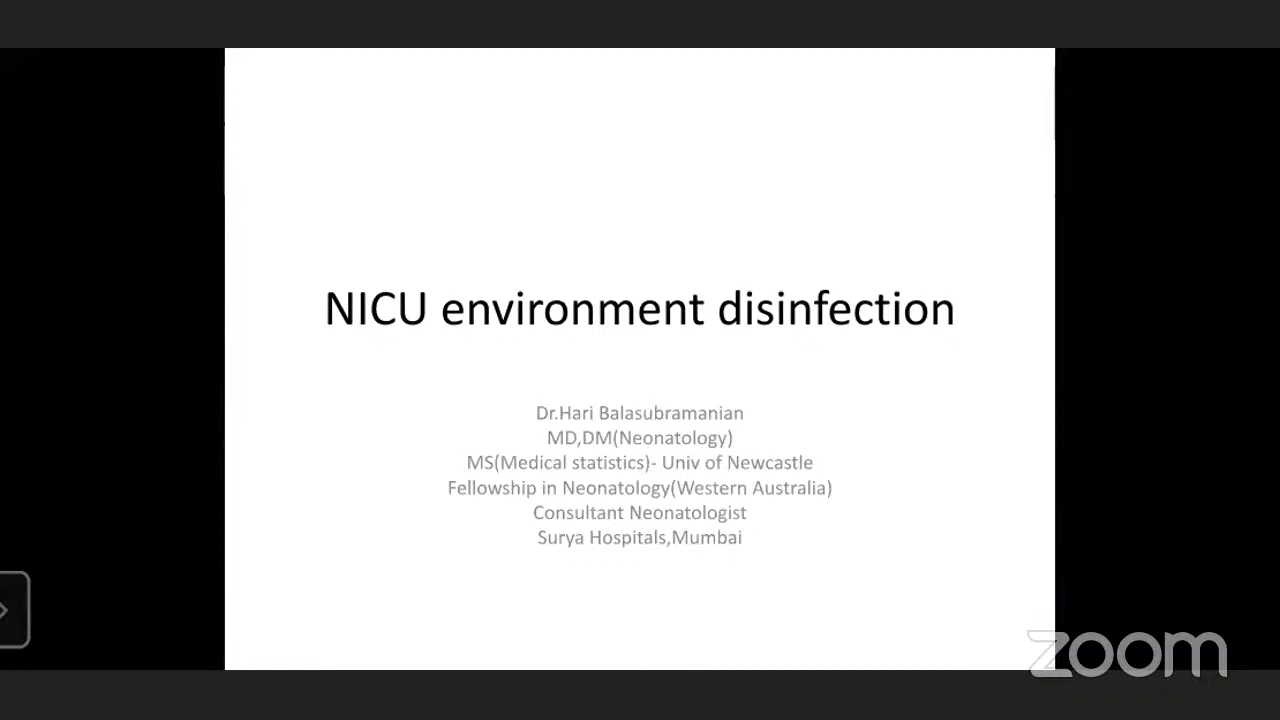 NICU environment disinfection
Dr.Hari Balasubramanian
MD,DM(Neonatology)
MS(Medical statistics)- Univ of Newcastle
Fellowship in Neonatology(Western Australia)
Consultant Neonatologist
Surya Hospitals,Mumbai
zoom